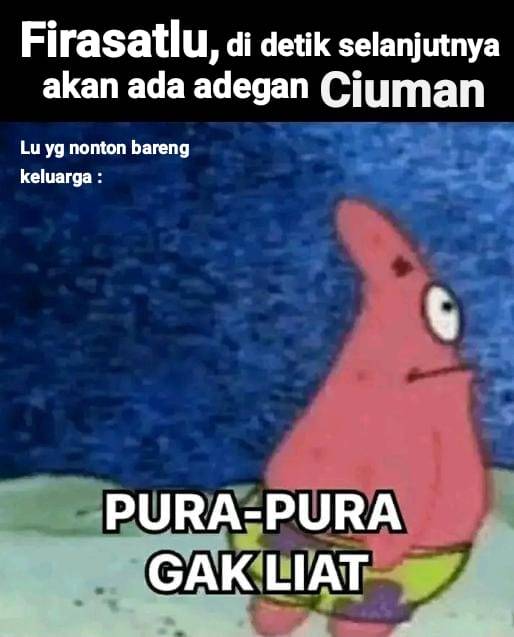 Firasatlu, di detik selanjutnya
akan ada adegan Ciuman
Lu yg nonton bareng
keluarga :
PURA-PURA
GAK LIAT